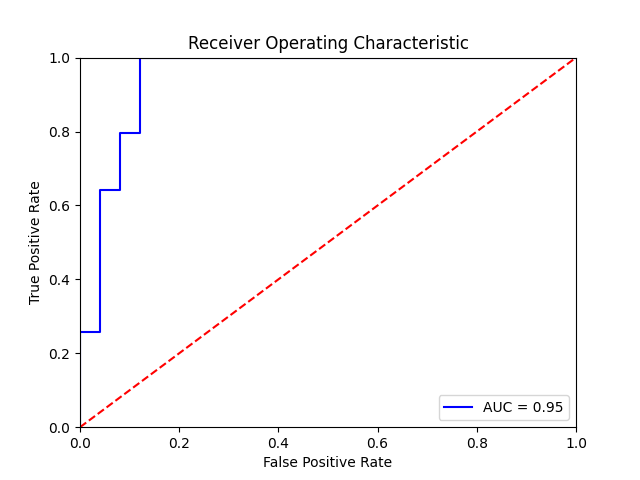 Receiver Operating Characteristic
True Positive Rate
1.0
0.8
0.6
0.4
0.2
0.0
AUC = 0.95
0.0 0.2 0.4 0.6 0.8 1.0
False Positive Rate